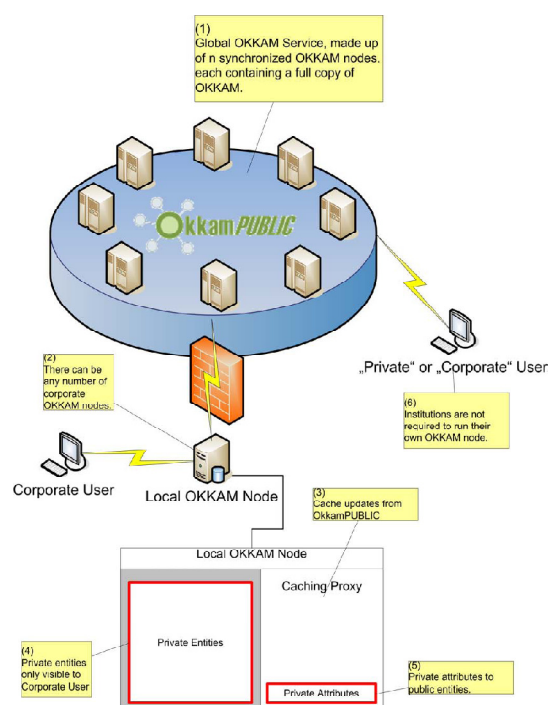 (1)
Global OKKAM Service, made up
of n synchronized OKKAM nodes.
each containing a full copy of
OKKAM.
OkkamPUBLIC
(2)
There can be
any number of
corporate
OKKAM nodes.
„Private“ or „Corporate“ User
(6)
Institutions are not
required to run their
own OKKAM node.
Corporate User
Local OKKAM Node
(3)
Cache updates from
OkkamPUBLIC
Local OKKAM Node
Caching Proxy
(4)
Private entities
only visible to
Corporate User
Private Entities
(5)
Private attributes to
public entities.
Private Attributes